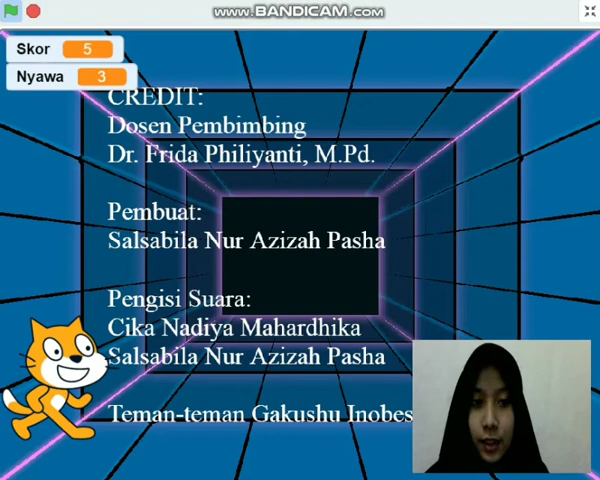 www.BANDICAM.com
Skor 5
Nyawa 3
CREDIT:
Dosen Pembimbing
Dr. Frida Philiyanti, M.Pd.
Pembuat:
Salsabila Nur Azizah Pasha
Pengisi Suara:
Cika Nadiya Mahardhika
Salsabila Nur Azizah Pasha
Teman-teman Gakushu Inobes